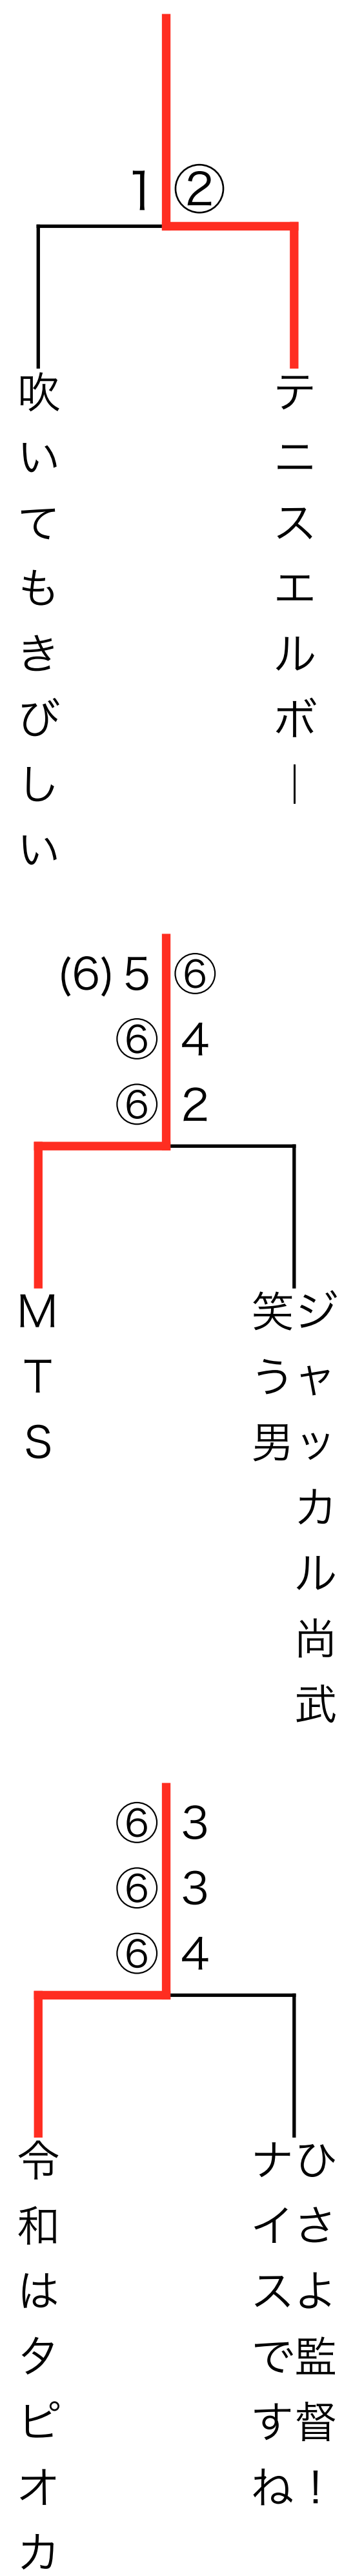 1 ②
吹いてもきびしい
テニスエルボー
(6) 5 ⑥
⑥ 4
⑥ 2
MTS
ジャッカル尚武
笑う男
⑥ 3
⑥ 3
⑥ 4
令和はタピオカ
ひさよ監督！
ナイスですね